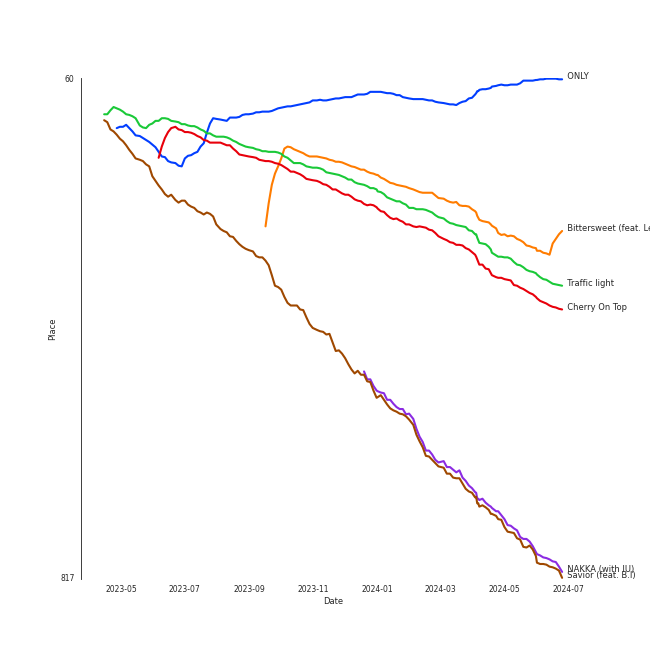 60
ONLY
Bittersweet (feat. Le
Traffic light
Cherry On Top
Place
NAKKA (with IU)
Savior (feat. B.I)
817
2023-05 2023-07 2023-09 2023-11 2024-01 2024-03 2024-05 2024-07
Date